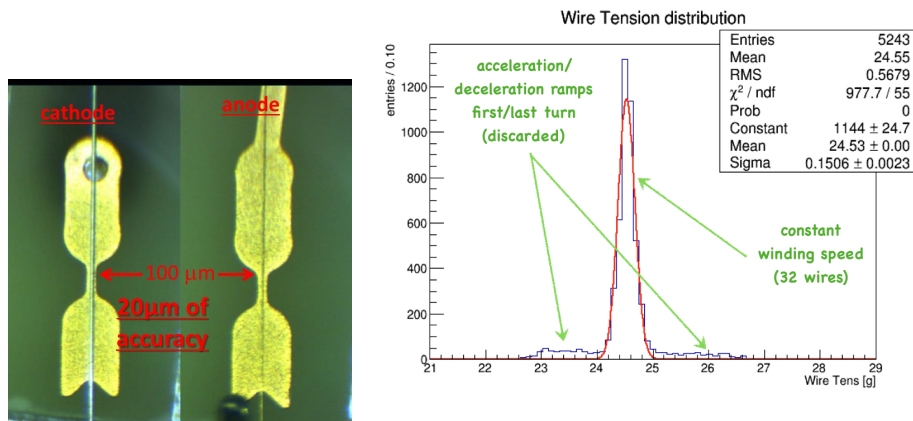 cathode
anode
100 µm
20µm of
accuracy
Wire Tension distribution
entries / 0.10
1200
1000
800
600
400
200
0
21 22 23 24 25 26 27 28 29
Wire Tens [g]
acceleration/
deceleration ramps
first/last turn
(discarded)
constant
winding speed
(32 wires)
Entries 5243
Mean 24.55
RMS 0.5679
χ² / ndf 977.7 / 55
Prob 0
Constant 1144 ± 24.7
Mean 24.53 ± 0.00
Sigma 0.1506 ± 0.0023